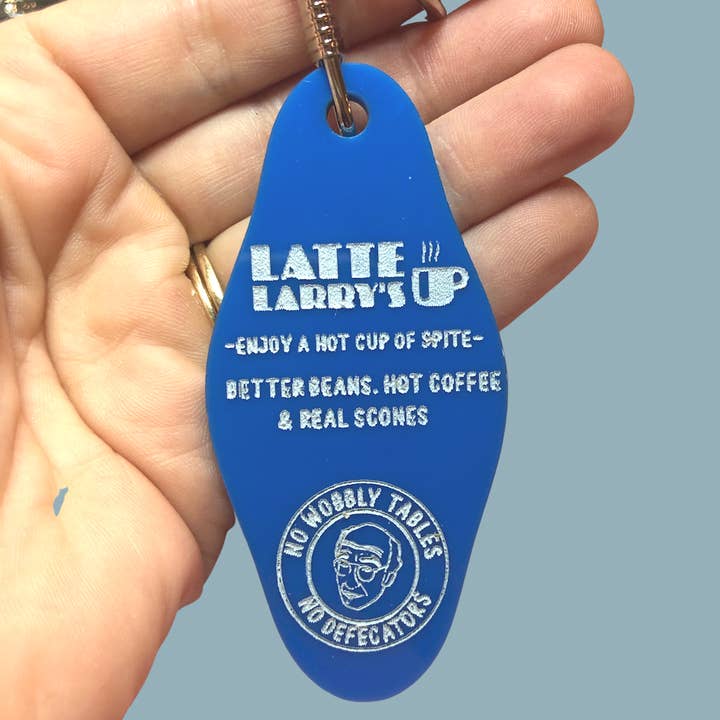 LATTE
LARRY'S
-ENJOY A HOT CUP OF SPITE-
BETTER BEANS. HOT COFFEE
& REAL SCONES
NO WOBBLY TABLES
NO DEFECATORS